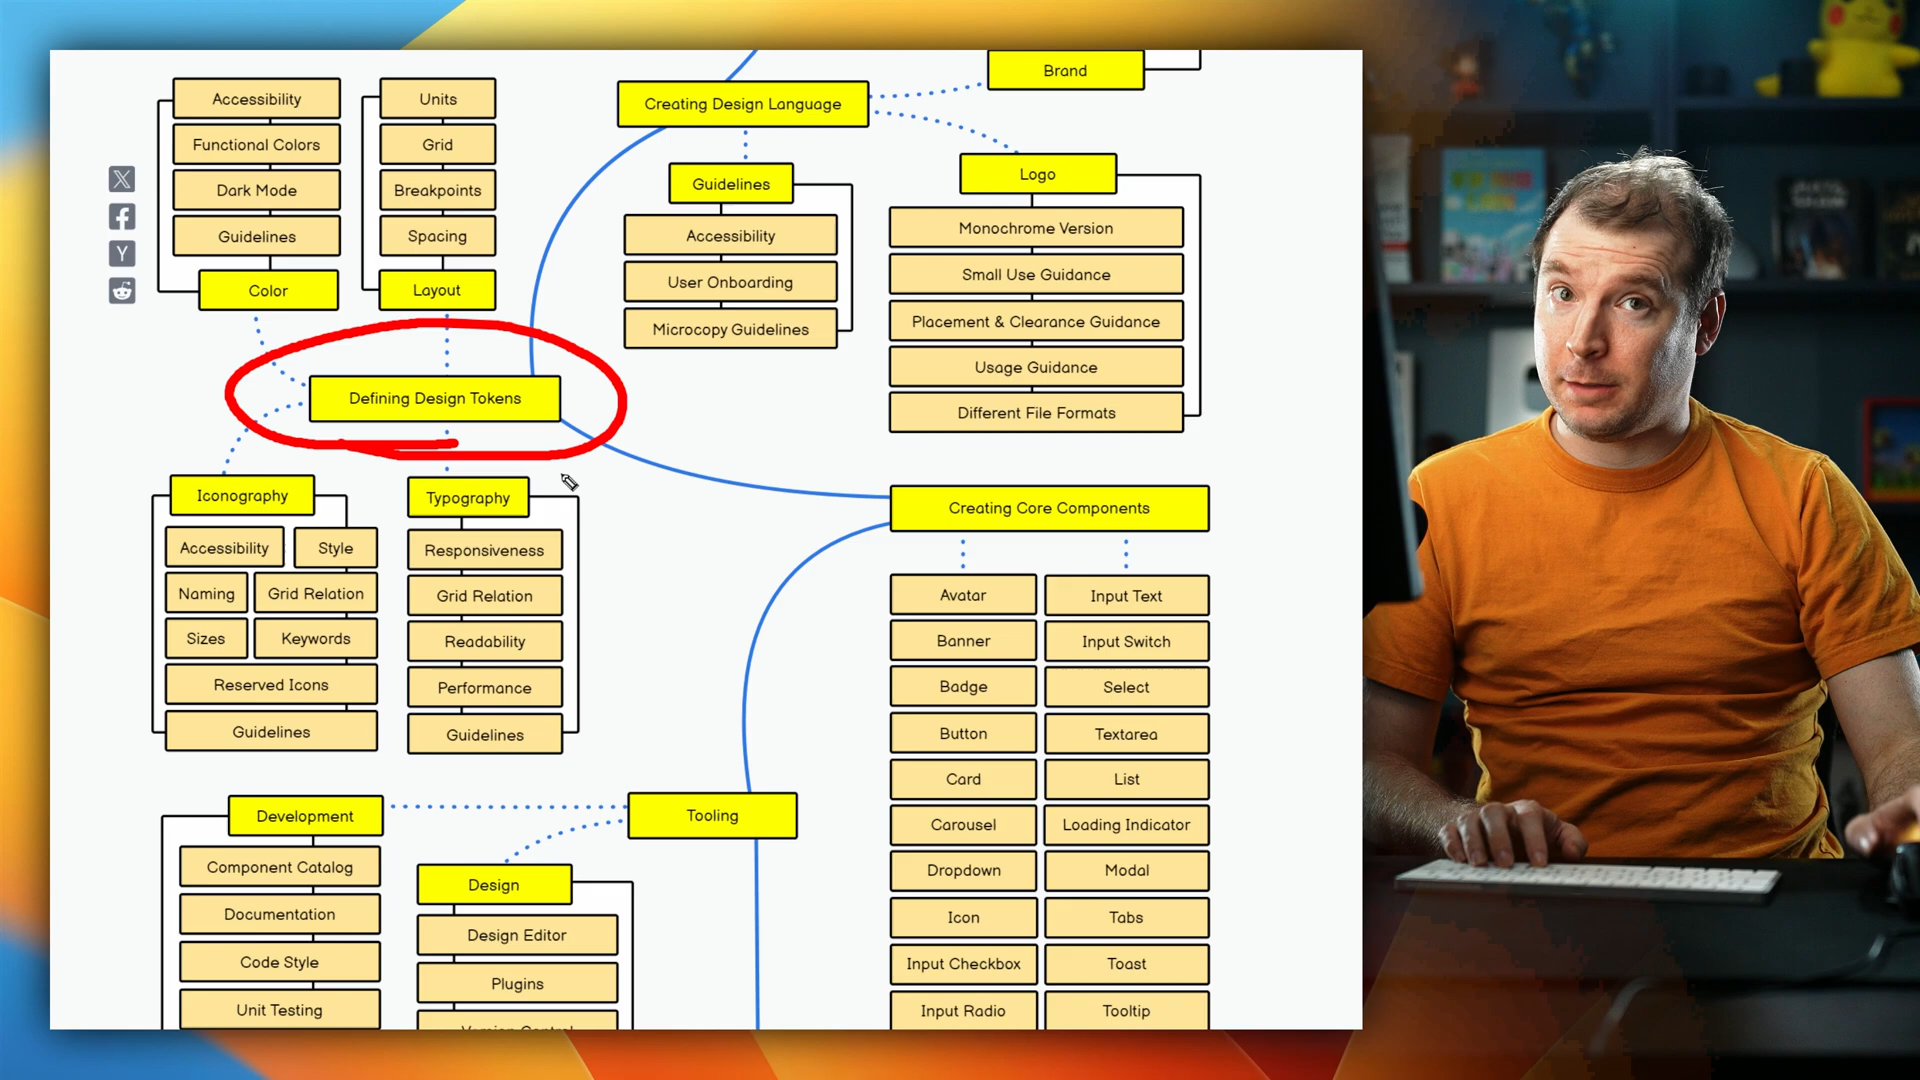 Brand
Creating Design Language
Accessibility
Functional Colors
Dark Mode
Guidelines
Color
Units
Grid
Breakpoints
Spacing
Layout
Guidelines
Accessibility
User Onboarding
Microcopy Guidelines
Logo
Monochrome Version
Small Use Guidance
Placement & Clearance Guidance
Usage Guidance
Different File Formats
Defining Design Tokens
Iconography
Accessibility
Style
Naming
Grid Relation
Sizes
Keywords
Reserved Icons
Guidelines
Typography
Responsiveness
Grid Relation
Readability
Performance
Guidelines
Creating Core Components
Avatar
Input Text
Banner
Input Switch
Badge
Select
Button
Textarea
Card
List
Carousel
Loading Indicator
Dropdown
Modal
Icon
Tabs
Input Checkbox
Toast
Input Radio
Tooltip
Tooling
Development
Component Catalog
Documentation
Code Style
Unit Testing
Design
Design Editor
Plugins
Version Control